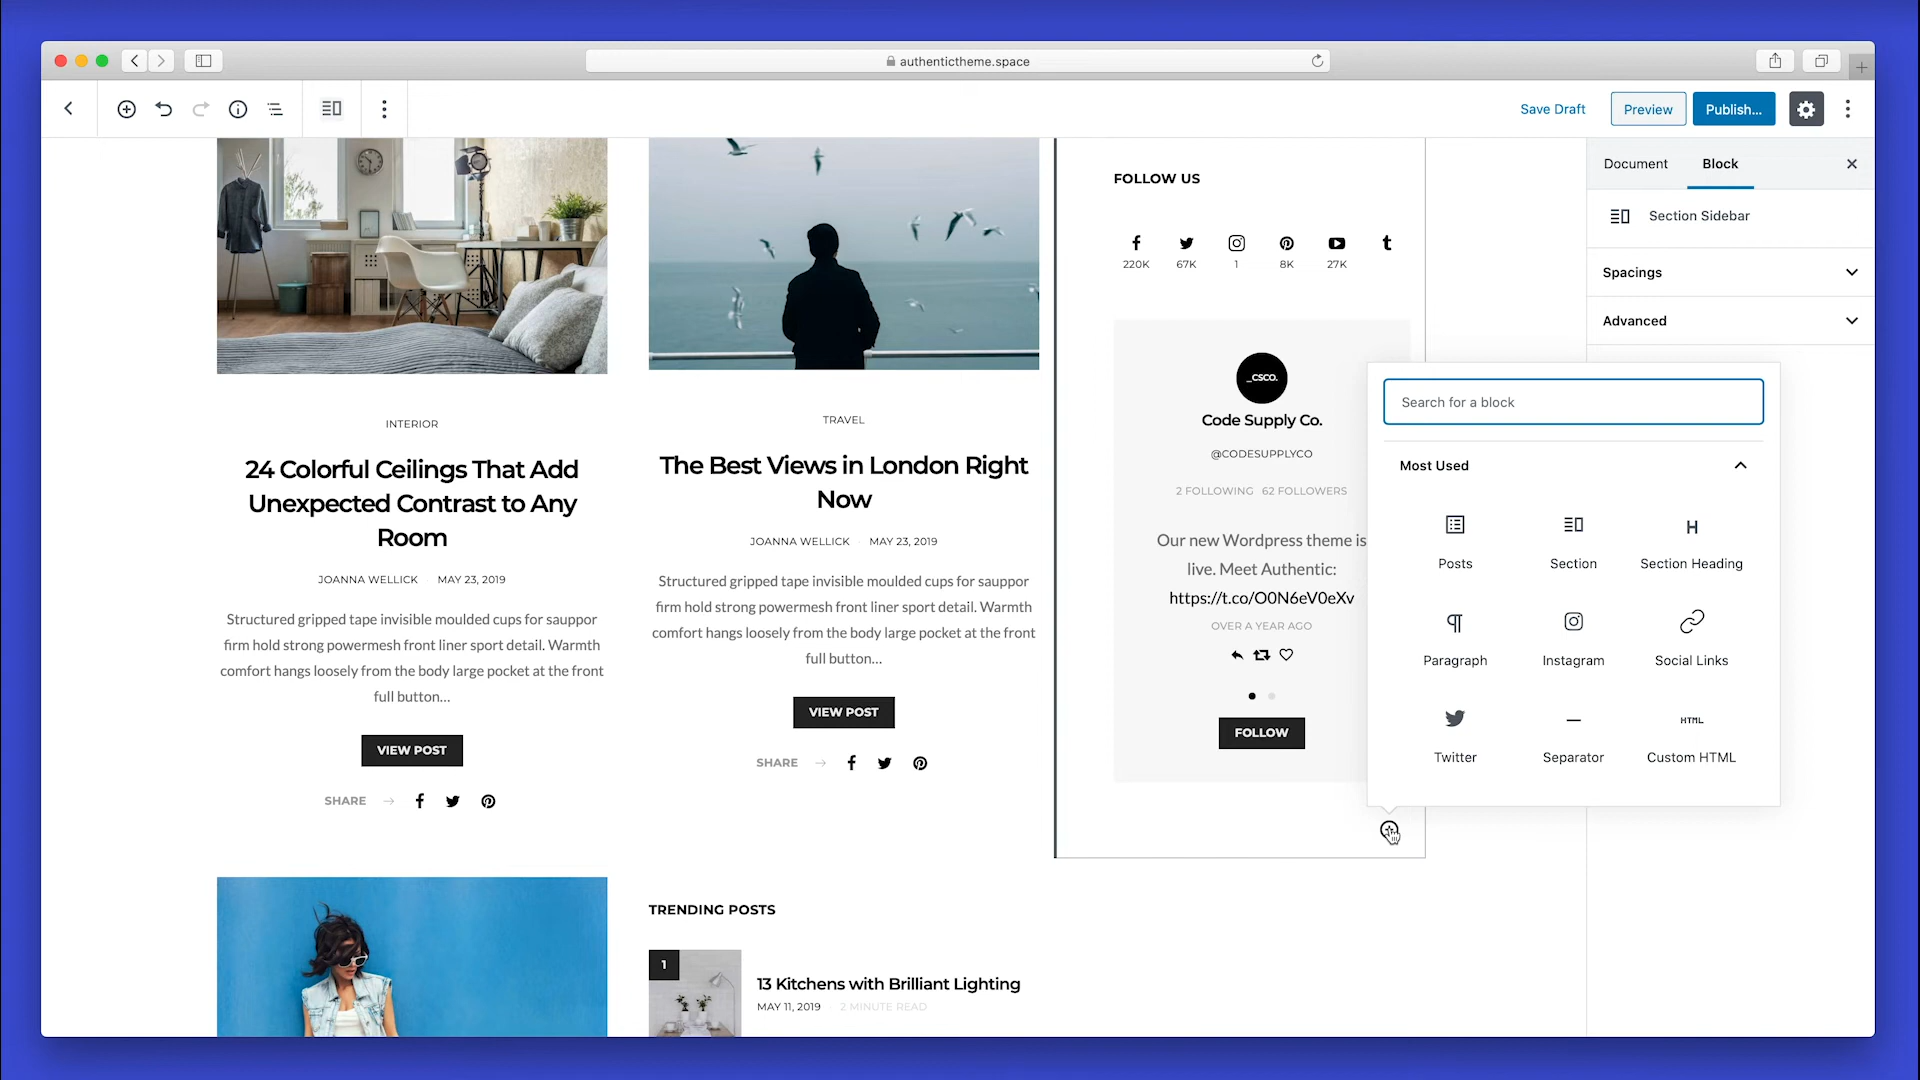 authentictheme.space
Save Draft
Preview
Publish...
FOLLOW US
220K
67K
1
8K
27K
_CSCO.
Code Supply Co.
@CODESUPPLYCO
2 FOLLOWING 62 FOLLOWERS
Our new Wordpress theme is
live. Meet Authentic:
https://t.co/O0N6eV0eXv
OVER A YEAR AGO
FOLLOW
INTERIOR
24 Colorful Ceilings That Add
Unexpected Contrast to Any
Room
JOANNA WELLICK MAY 23, 2019
Structured gripped tape invisible moulded cups for sauppor
firm hold strong powermesh front liner sport detail. Warmth
comfort hangs loosely from the body large pocket at the front
full button...
VIEW POST
SHARE
TRAVEL
The Best Views in London Right
Now
JOANNA WELLICK MAY 23, 2019
Structured gripped tape invisible moulded cups for sauppor
firm hold strong powermesh front liner sport detail. Warmth
comfort hangs loosely from the body large pocket at the front
full button...
VIEW POST
SHARE
TRENDING POSTS
1
13 Kitchens with Brilliant Lighting
MAY 11, 2019 2 MINUTE READ
Document
Block
Section Sidebar
Spacings
Advanced
Search for a block
Most Used
Posts
Section
Section Heading
Paragraph
Instagram
Social Links
Twitter
Separator
HTML
Custom HTML